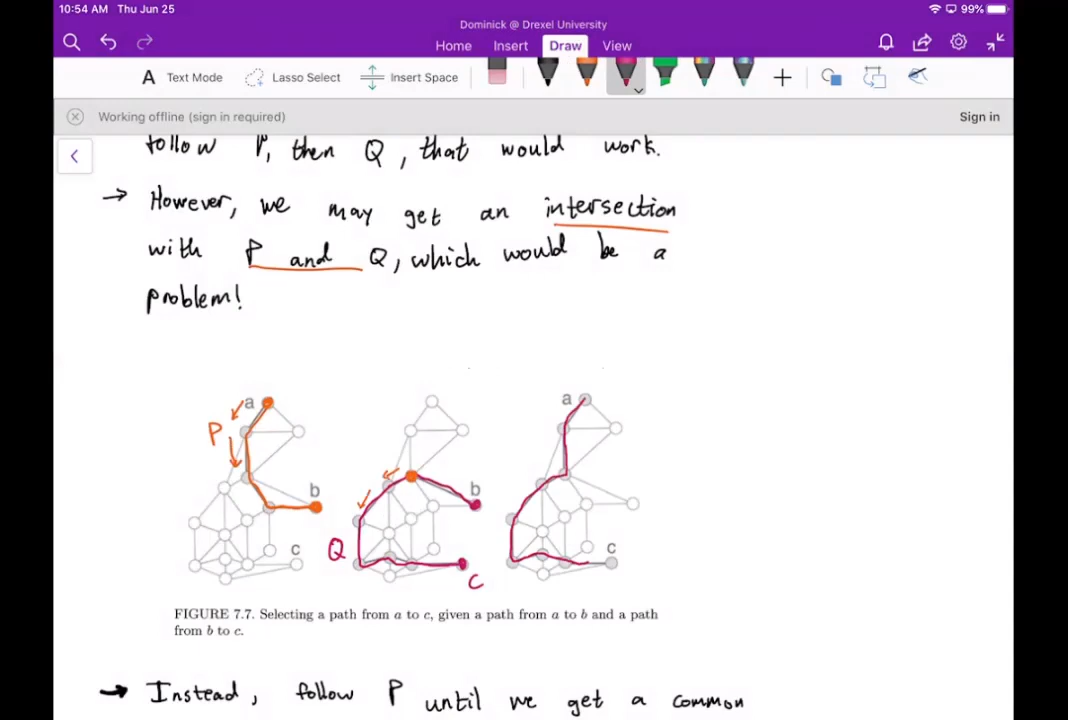 10:54 AM Thu Jun 25
99%
Dominick @ Drexel University
Home Insert Draw View
A Text Mode Lasso Select Insert Space
Working offline (sign in required) Sign in
follow P, then Q, that would work.
→ However, we may get an intersection
with P and Q, which would be a
problem!
a
P
b
c
b
Q
C
a
c
FIGURE 7.7. Selecting a path from a to c, given a path from a to b and a path
from b to c.
→ Instead, follow P until we get a common